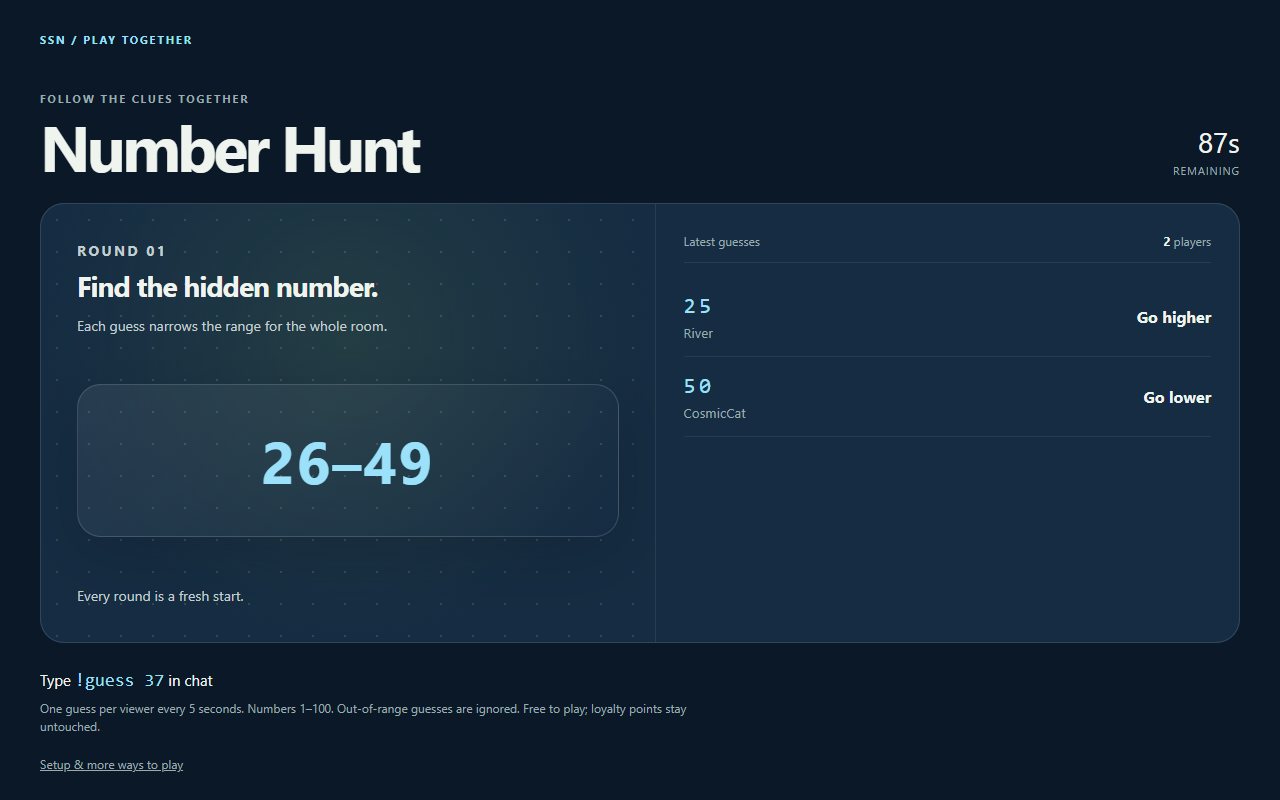 SSN / PLAY TOGETHER
FOLLOW THE CLUES TOGETHER
Number Hunt
87s
REMAINING
ROUND 01
Find the hidden number.
Each guess narrows the range for the whole room.
26–49
Every round is a fresh start.
Latest guesses
2 players
25
River
Go higher
50
CosmicCat
Go lower
Type !guess 37 in chat
One guess per viewer every 5 seconds. Numbers 1–100. Out-of-range guesses are ignored. Free to play; loyalty points stay
untouched.
Setup & more ways to play